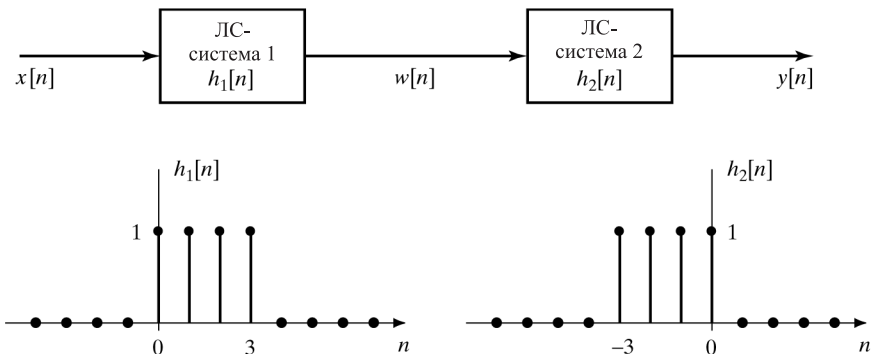 ЛС-
система 1
h₁[n]
ЛС-
система 2
h₂[n]
x[n]
w[n]
y[n]
h₁[n]
h₂[n]
1
1
0
3
n
−3
0
n